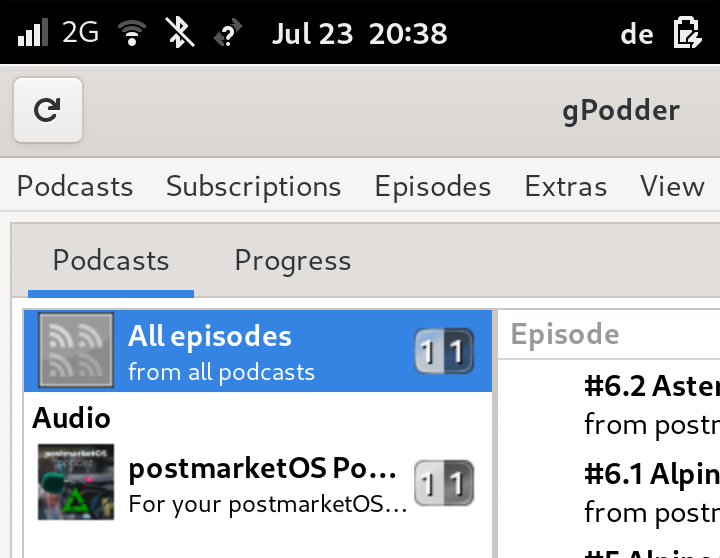 2G Jul 23 20:38 de
gPodder
Podcasts Subscriptions Episodes Extras View
Podcasts Progress
All episodes 1 1
from all podcasts
Audio
postmarketOS Po... 1 1
For your postmarketOS...
Episode
#6.2 Aster
from postr
#6.1 Alpin
from postr
#5 Alpine